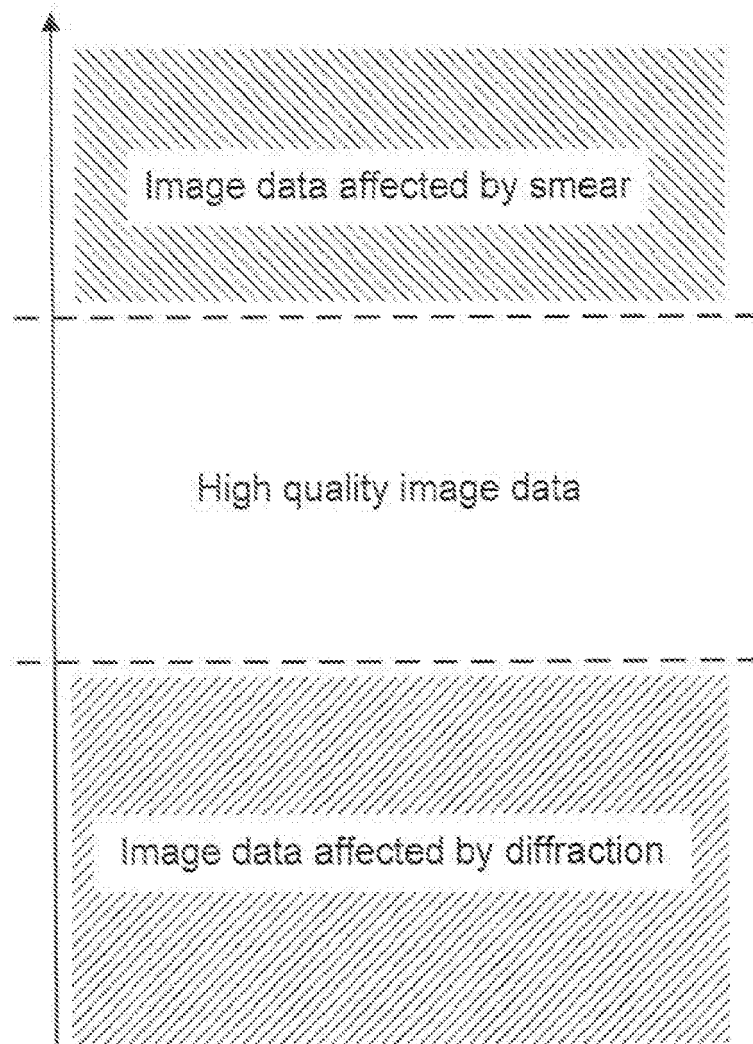 Image data affected by smear
High quality image data
Image data affected by diffraction